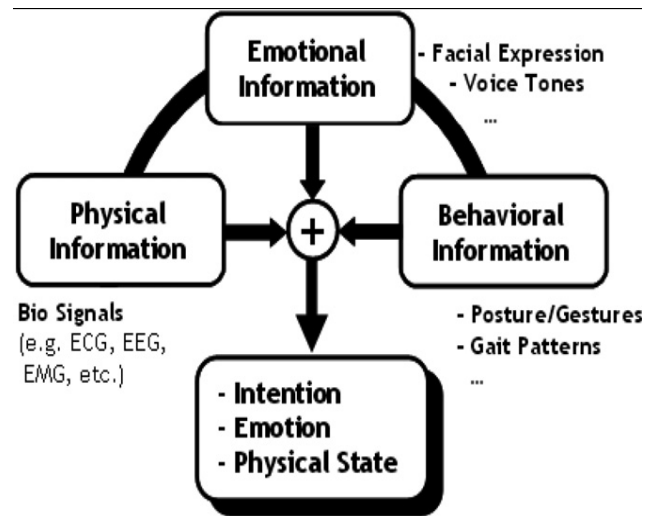 Emotional
Information
- Facial Expression
- Voice Tones
...
Physical
Information
+
Behavioral
Information
Bio Signals
(e.g. ECG, EEG,
EMG, etc.)
- Posture/Gestures
- Gait Patterns
...
- Intention
- Emotion
- Physical State